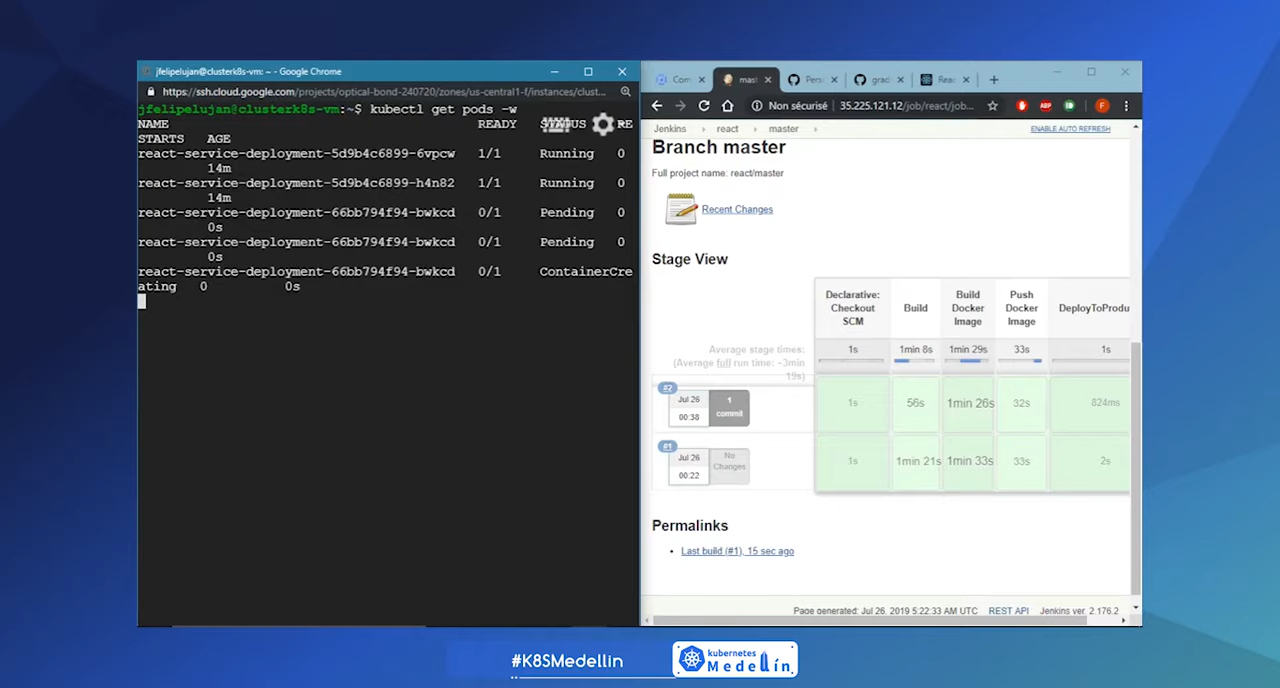 jfelipelujan@clusterk8s-vm: ~ - Google Chrome
https://ssh.cloud.google.com/projects/optical-bond-240720/zones/us-central1-f/instances/clust...
jfelipelujan@clusterk8s-vm:~$ kubectl get pods -w
NAME READY STATUS RE
STARTS AGE
react-service-deployment-5d9b4c6899-6vpcw 1/1 Running 0
14m
react-service-deployment-5d9b4c6899-h4n82 1/1 Running 0
14m
react-service-deployment-66bb794f94-bwkcd 0/1 Pending 0
0s
react-service-deployment-66bb794f94-bwkcd 0/1 Pending 0
0s
react-service-deployment-66bb794f94-bwkcd 0/1 ContainerCre
ating 0 0s
Com mast Pers grad Reac
Non sécurisé 35.225.121.12/job/react/job...
ABP
F
Jenkins react master
ENABLE AUTO REFRESH
Branch master
Full project name: react/master
Recent Changes
Stage View
Declarative: Checkout SCM
Build
Build Docker Image
Push Docker Image
DeployToProdu
Average stage times: 1s 1min 8s 1min 29s 33s 1s
(Average full run time: ~3min
19s)
#2
Jul 26 00:38 1 commit 1s 56s 1min 26s 32s 824ms
#1
Jul 26 00:22 No Changes 1s 1min 21s 1min 33s 33s 2s
Permalinks
Last build (#1), 15 sec ago
Page generated: Jul 26, 2019 5:22:33 AM UTC REST API Jenkins ver. 2.176.2
#K8SMedellin
kubernetes
Medellín